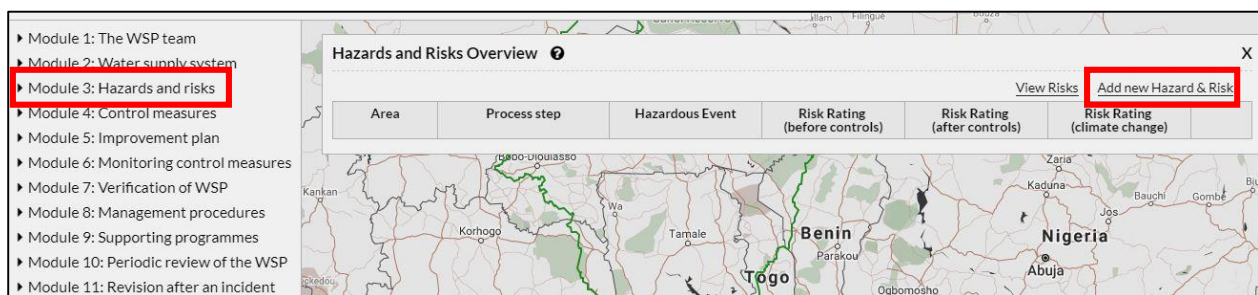 Module 1: The WSP team
Module 2: Water supply system
Module 3: Hazards and risks
Module 4: Control measures
Module 5: Improvement plan
Module 6: Monitoring control measures
Module 7: Verification of WSP
Module 8: Management procedures
Module 9: Supporting programmes
Module 10: Periodic review of the WSP
Module 11: Revision after an incident
Filingué
Hazards and Risks Overview ? X
View Risks Add new Hazard & Risk
Area Process step Hazardous Event Risk Rating (before controls) Risk Rating (after controls) Risk Rating (climate change)
Bobo-Dioulasso
Zaria
Kankan
Kaduna
Bauchi
Gombé
Wa
Jos
Korhogo
Tamale
Benin
Nigeria
Parakou
Abuja
Togo
Ogbomosho